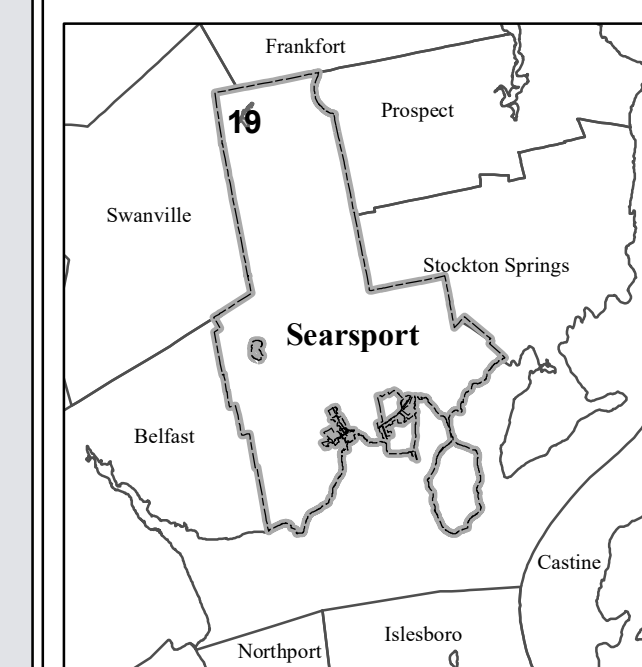 Frankfort
Prospect
19
Swanville
Stockton Springs
Searsport
Belfast
Castine
Islesboro
Northport